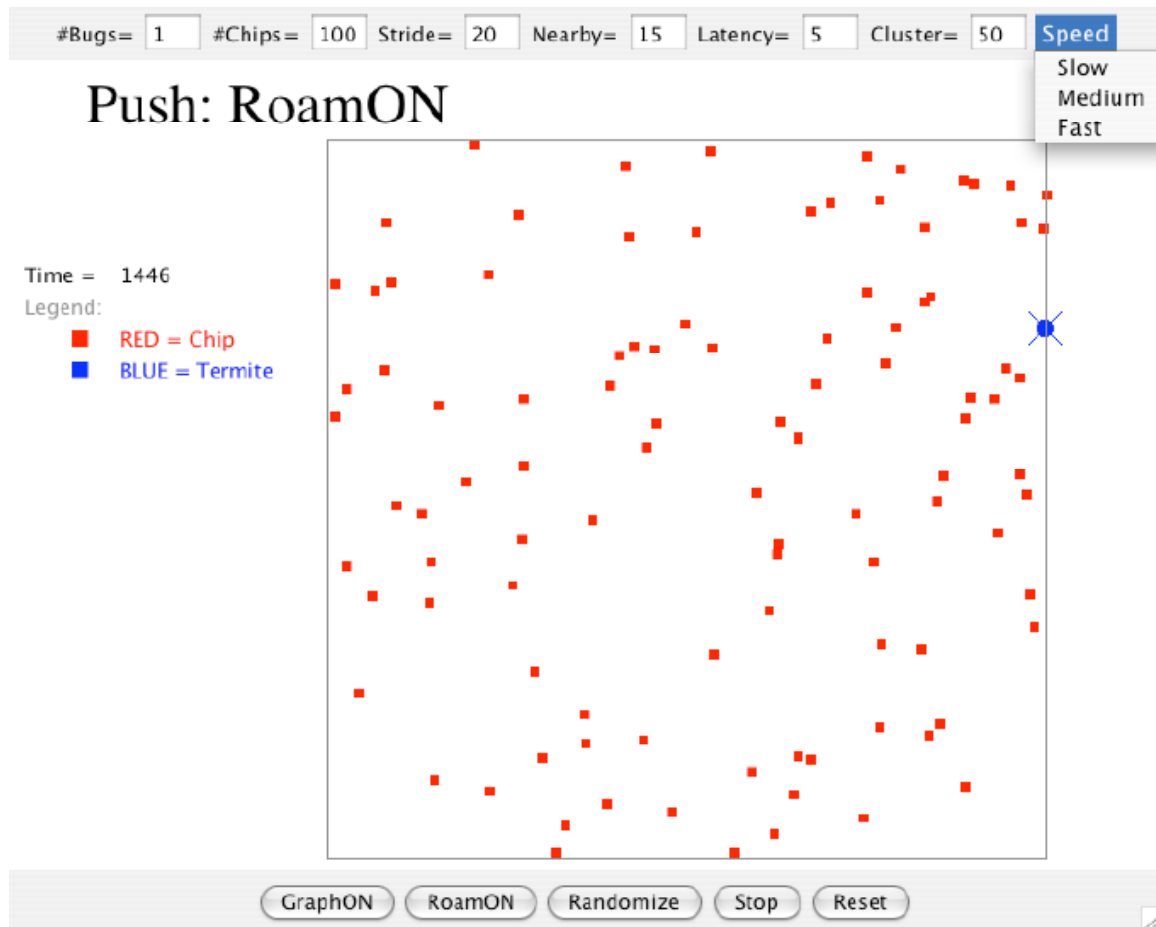 #Bugs= 1 #Chips= 100 Stride= 20 Nearby= 15 Latency= 5 Cluster= 50 Speed
Slow
Medium
Fast
Push: RoamON
Time = 1446
Legend:
RED = Chip
BLUE = Termite
GraphON RoamON Randomize Stop Reset